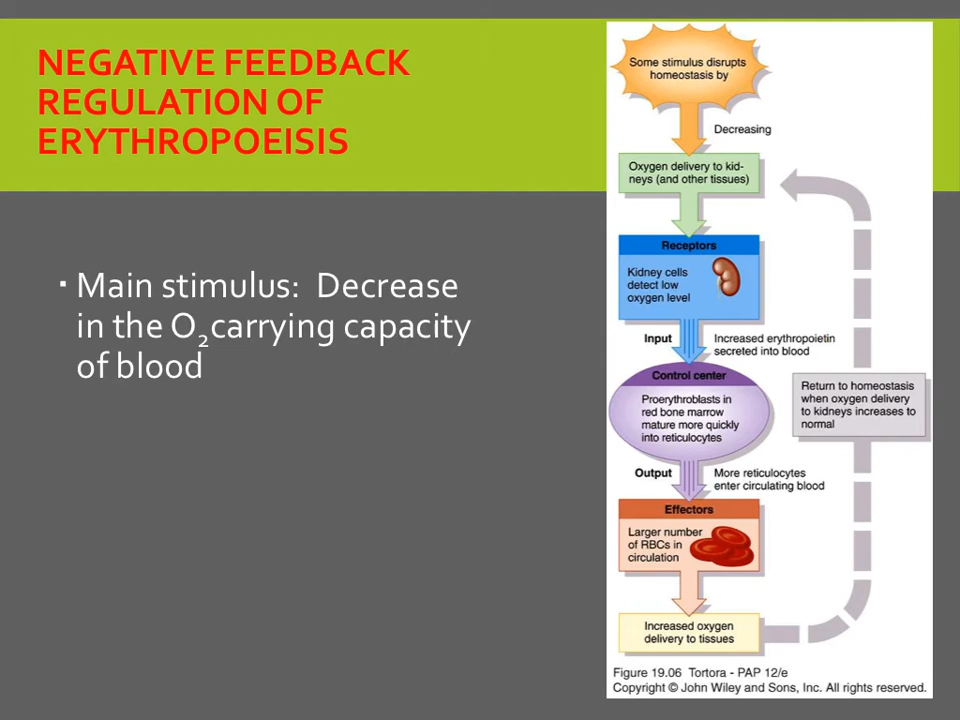 NEGATIVE FEEDBACK
REGULATION OF
ERYTHROPOEISIS
▪ Main stimulus: Decrease
in the O₂carrying capacity
of blood
Some stimulus disrupts
homeostasis by
Decreasing
Oxygen delivery to kid-
neys (and other tissues)
Receptors
Kidney cells
detect low
oxygen level
Input
Increased erythropoietin
secreted into blood
Control center
Proerythroblasts in
red bone marrow
mature more quickly
into reticulocytes
Return to homeostasis
when oxygen delivery
to kidneys increases to
normal
Output
More reticulocytes
enter circulating blood
Effectors
Larger number
of RBCs in
circulation
Increased oxygen
delivery to tissues
Figure 19.06 Tortora - PAP 12/e
Copyright © John Wiley and Sons, Inc. All rights reserved.